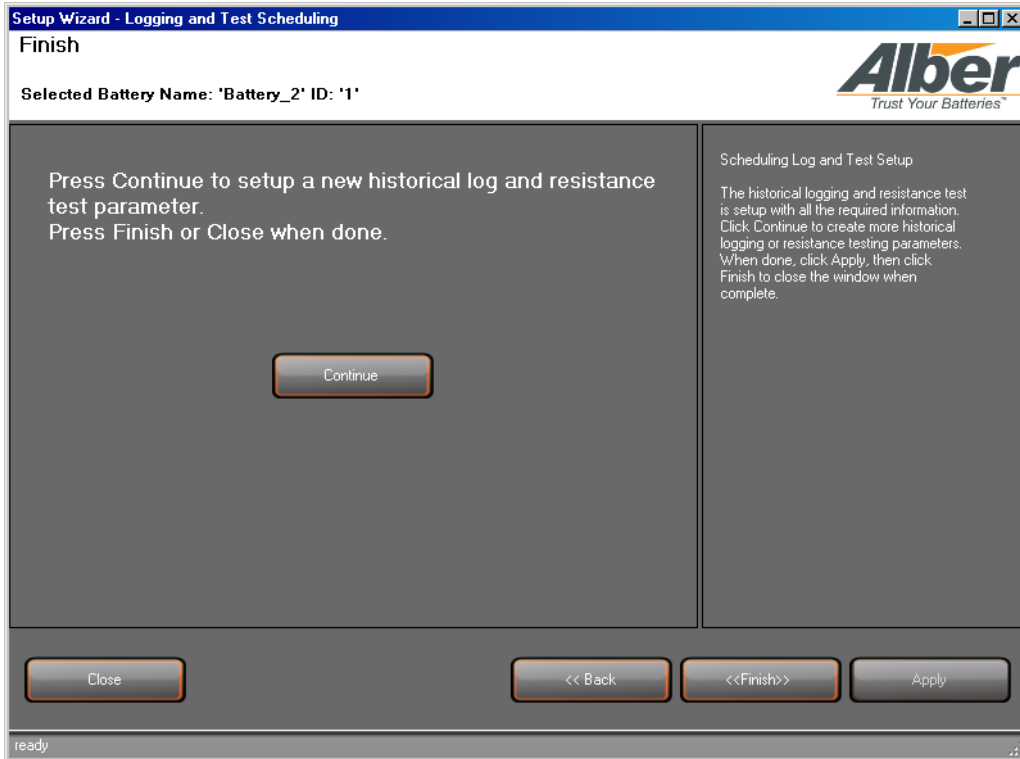 Setup Wizard - Logging and Test Scheduling
Finish
Selected Battery Name: 'Battery_2' ID: '1'
Alber
Trust Your Batteries™
Press Continue to setup a new historical log and resistance
test parameter.
Press Finish or Close when done.
Continue
Scheduling Log and Test Setup
The historical logging and resistance test
is setup with all the required information.
Click Continue to create more historical
logging or resistance testing parameters.
When done, click Apply, then click
Finish to close the window when
complete.
Close
<< Back
<<Finish>>
Apply
ready